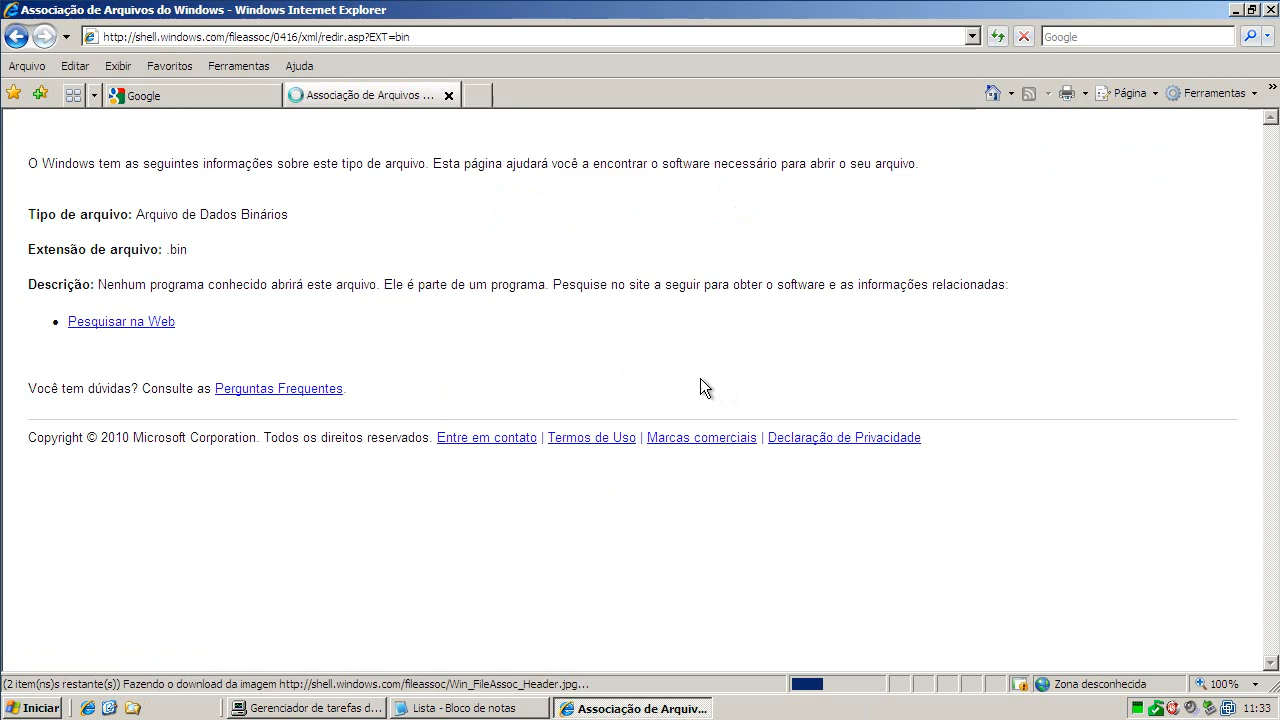 Associação de Arquivos do Windows - Windows Internet Explorer
http://shell.windows.com/fileassoc/0416/xml/redir.asp?EXT=bin
Google
Arquivo Editar Exibir Favoritos Ferramentas Ajuda
Google
Associação de Arquivos ...
Página
Ferramentas
O Windows tem as seguintes informações sobre este tipo de arquivo. Esta página ajudará você a encontrar o software necessário para abrir o seu arquivo.
Tipo de arquivo: Arquivo de Dados Binários
Extensão de arquivo: .bin
Descrição: Nenhum programa conhecido abrirá este arquivo. Ele é parte de um programa. Pesquise no site a seguir para obter o software e as informações relacionadas:
• Pesquisar na Web
Você tem dúvidas? Consulte as Perguntas Frequentes.
Copyright © 2010 Microsoft Corporation. Todos os direitos reservados. Entre em contato | Termos de Uso | Marcas comerciais | Declaração de Privacidade
(2 item(ns)s restante(s)) Fazendo o download da imagem http://shell.windows.com/fileassoc/Win_FileAssoc_Header.jpg...
Zona desconhecida
100%
Iniciar
Gerenciador de tarefas d...
Lista - Bloco de notas
Associação de Arquiv...
11:33